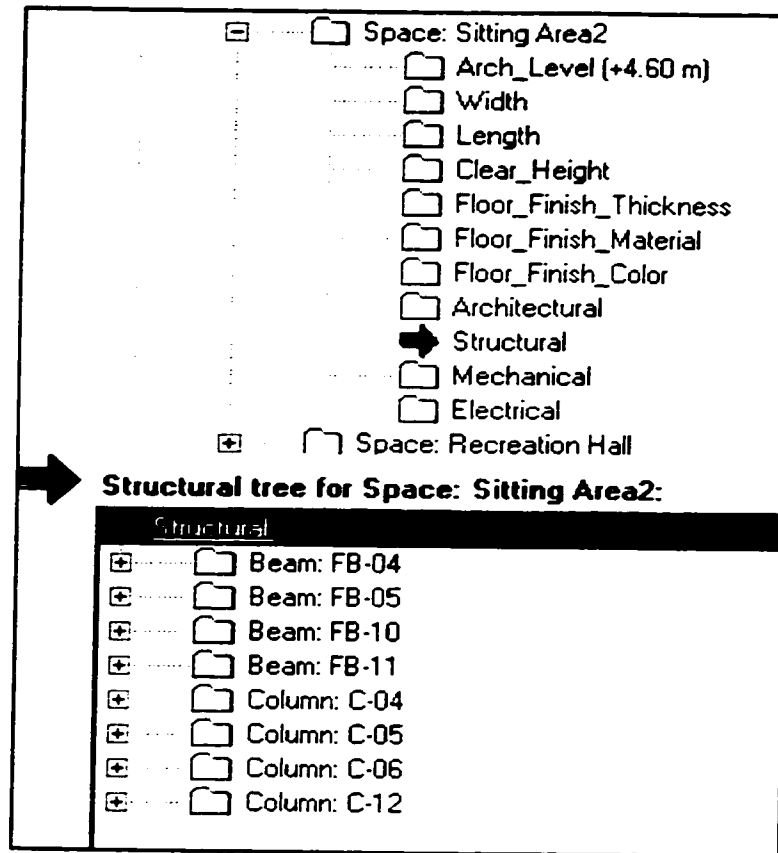 Space: Sitting Area2
Arch_Level (+4.60 m)
Width
Length
Clear_Height
Floor_Finish_Thickness
Floor_Finish_Material
Floor_Finish_Color
Architectural
Structural
Mechanical
Electrical
Space: Recreation Hall
Structural tree for Space: Sitting Area2:
Structural
Beam: FB-04
Beam: FB-05
Beam: FB-10
Beam: FB-11
Column: C-04
Column: C-05
Column: C-06
Column: C-12